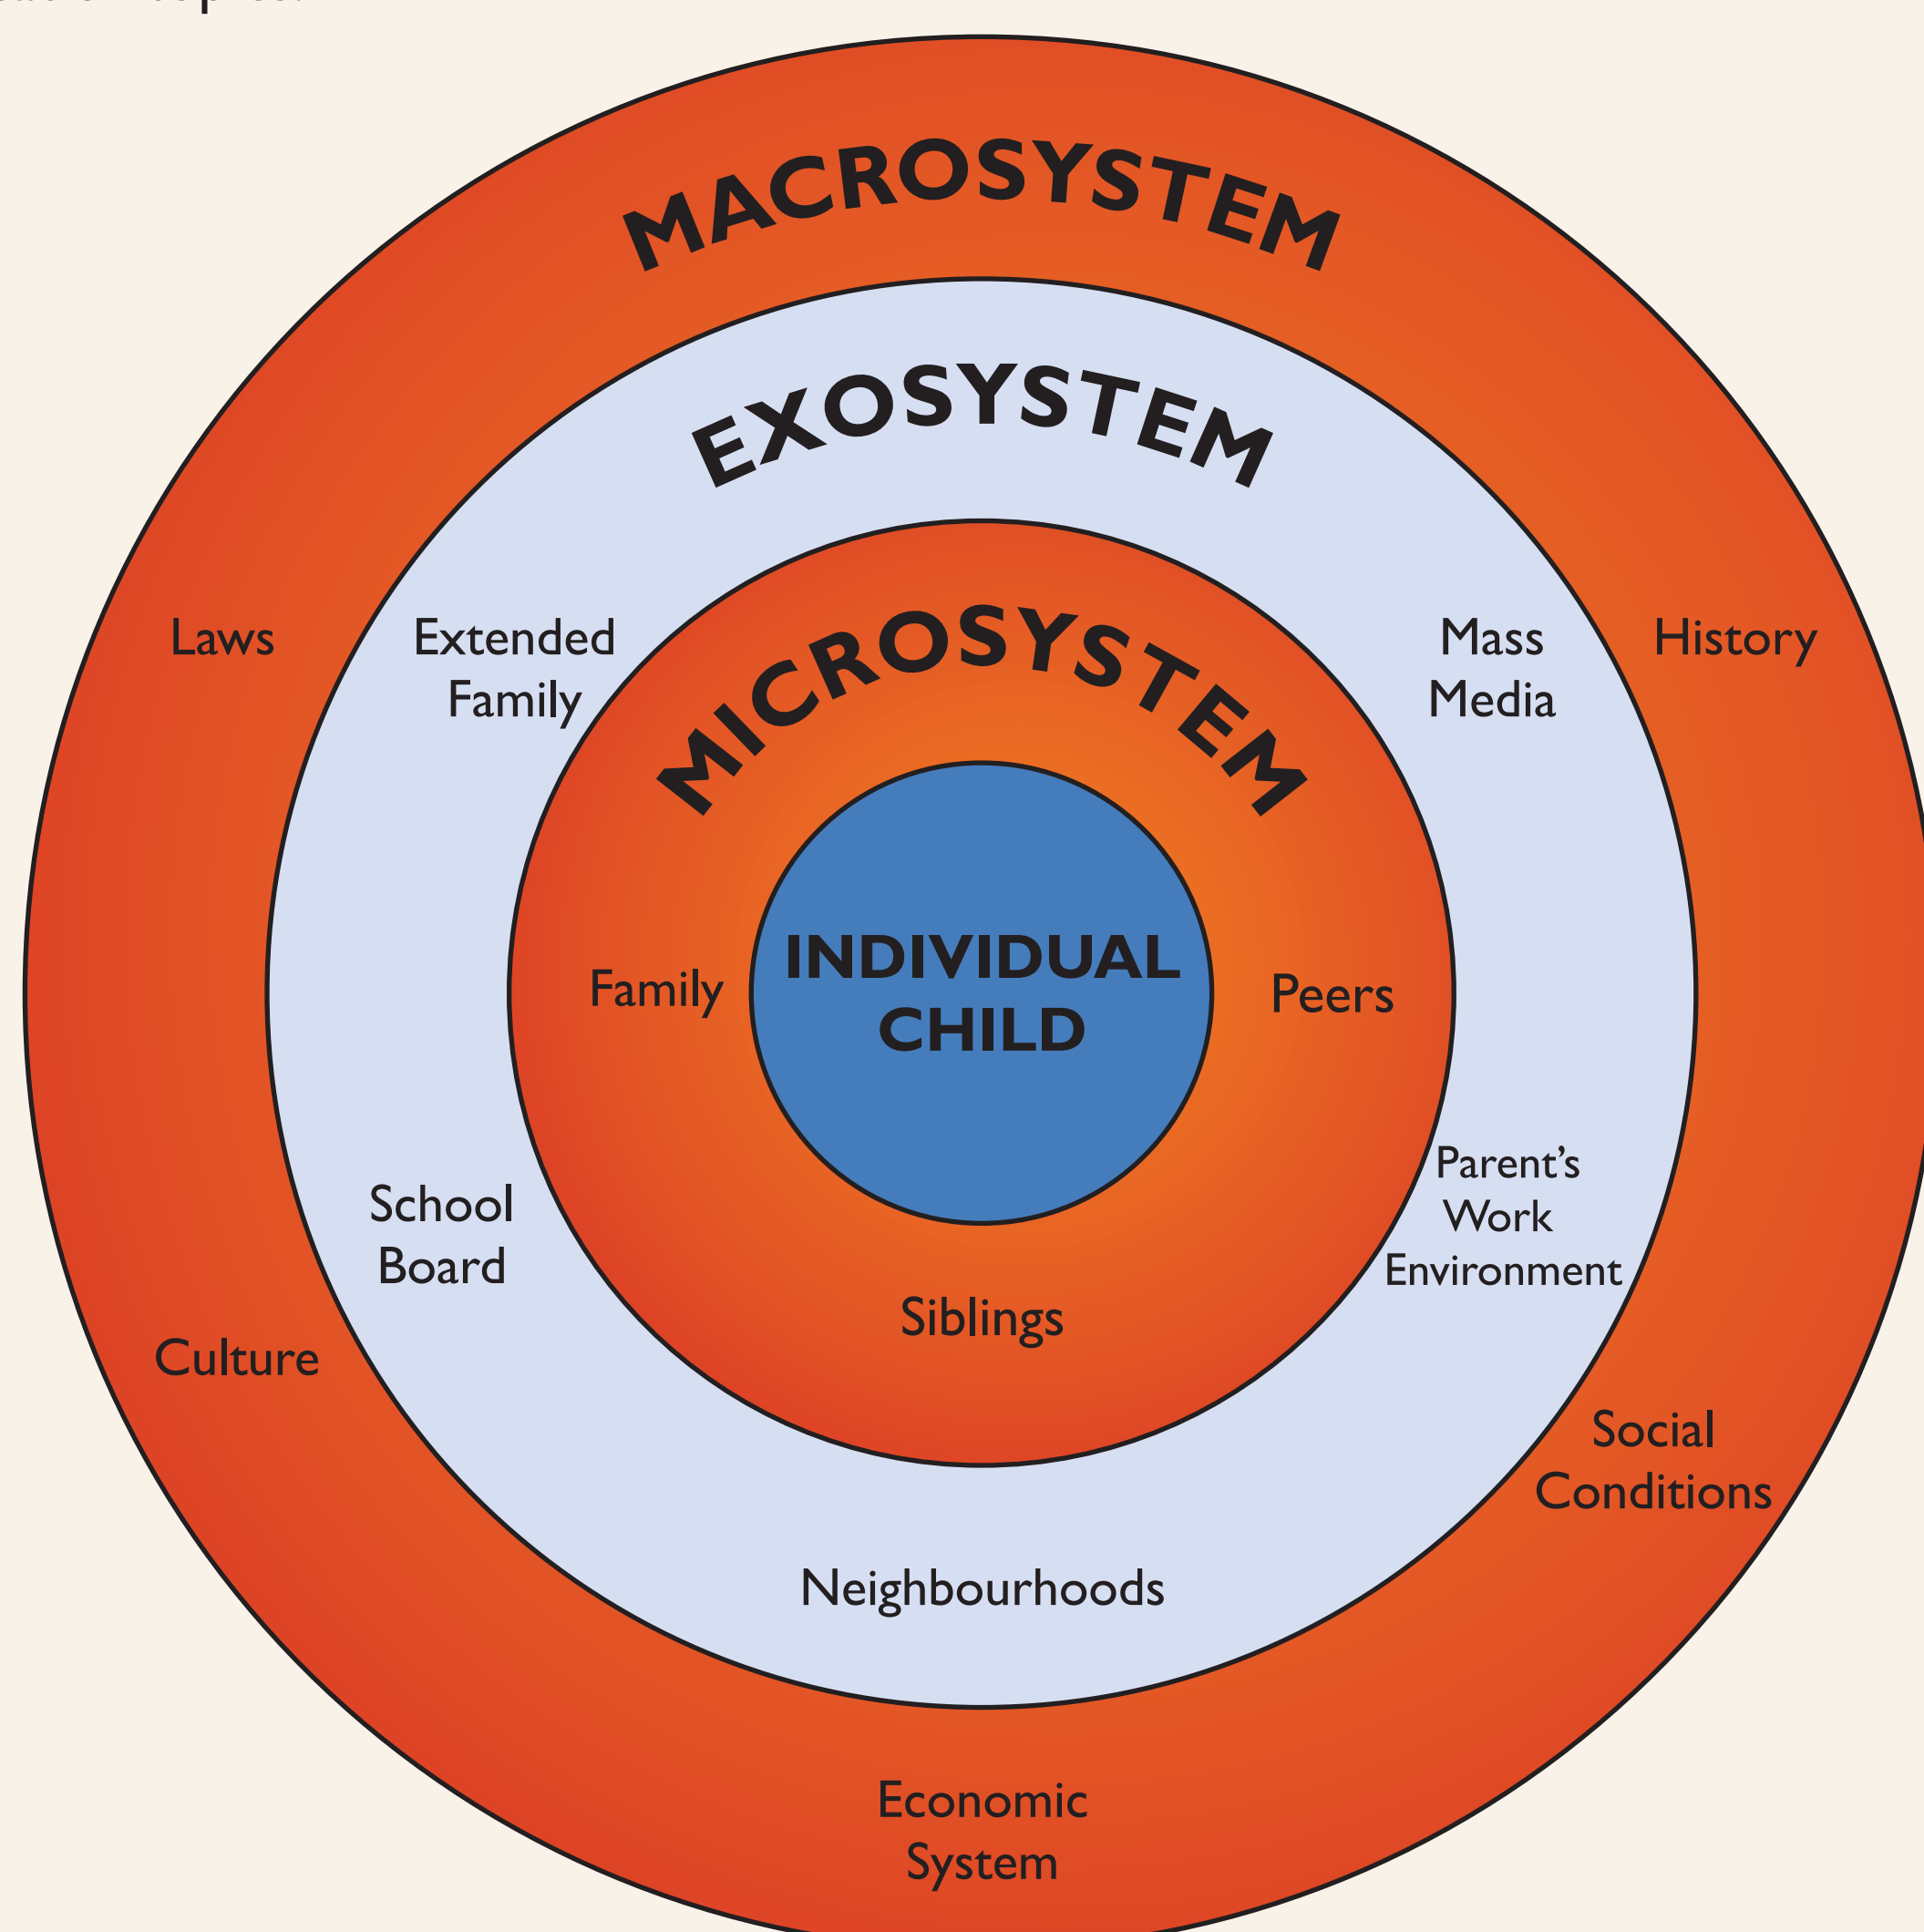 MACROSYSTEM
EXOSYSTEM
MICROSYSTEM
Laws
Extended
Family
Mass
Media
History
INDIVIDUAL
CHILD
Family
Peers
School
Board
Parent’s
Work
Environment
Siblings
Culture
Social
Conditions
Neighbourhoods
Economic
System